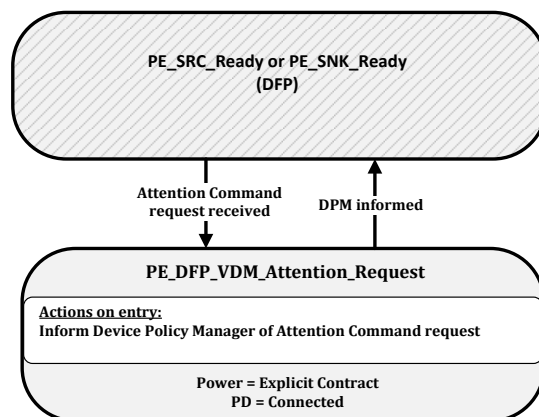 PE_SRC_Ready or PE_SNK_Ready
(DFP)
Attention Command
request received
DPM informed
PE_DFP_VDM_Attention_Request
Actions on entry:
Inform Device Policy Manager of Attention Command request
Power = Explicit Contract
PD = Connected